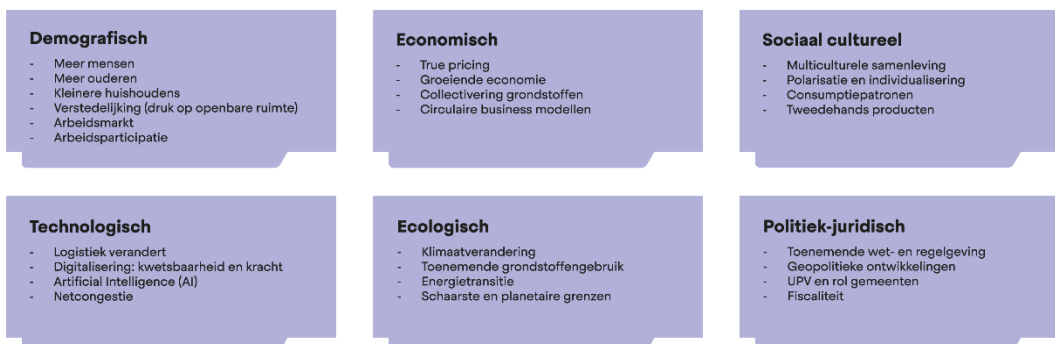 Demografisch
- Meer mensen
- Meer ouderen
- Kleinere huishoudens
- Verstedelijking (druk op openbare ruimte)
- Arbeidsmarkt
- Arbeidsparticipatie
Economisch
- True pricing
- Groeiende economie
- Collectivering grondstoffen
- Circulaire business modellen
Sociaal cultureel
- Multiculturele samenleving
- Polarisatie en individualisering
- Consumptiepatronen
- Tweedehands producten
Technologisch
- Logistiek verandert
- Digitalisering: kwetsbaarheid en kracht
- Artificial Intelligence (AI)
- Netcongestie
Ecologisch
- Klimaatverandering
- Toenemende grondstoffengebruik
- Energietransitie
- Schaarste en planetaire grenzen
Politiek-juridisch
- Toenemende wet- en regelgeving
- Geopolitieke ontwikkelingen
- UPV en rol gemeenten
- Fiscaliteit